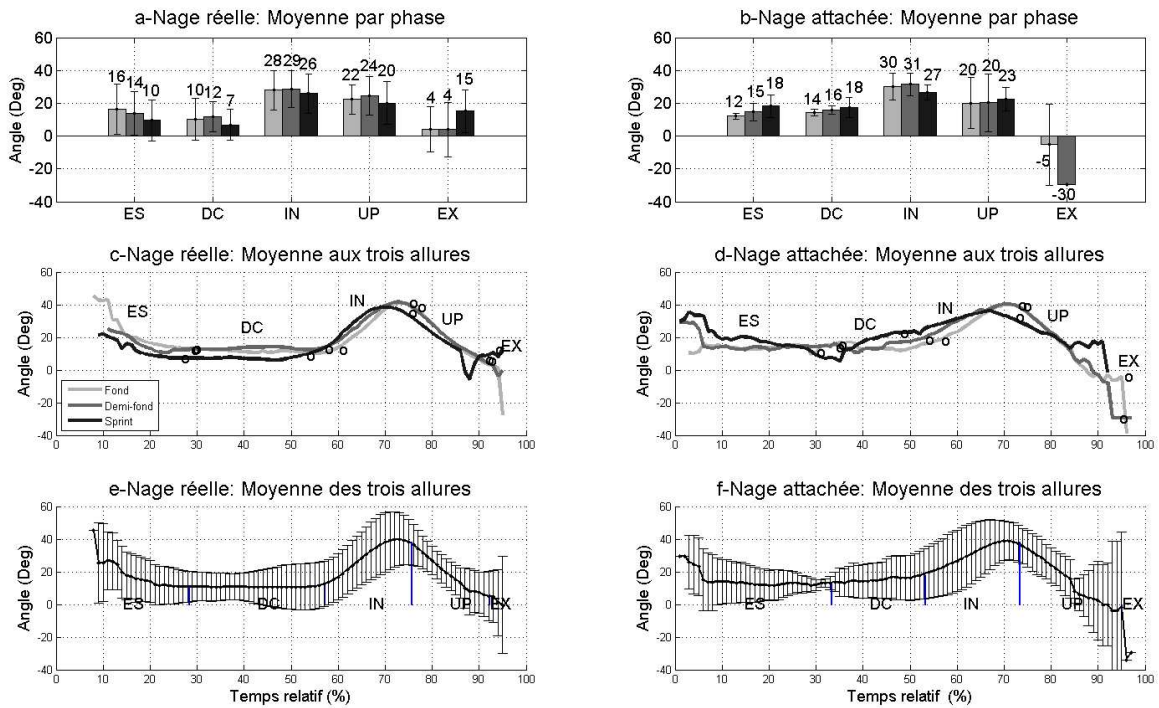 a-Nage réelle: Moyenne par phase
60
40
20
0
-20
-40
Angle (Deg)
16 14 10 10 12 7 28 29 26 22 24 20 4 4 15
ES DC IN UP EX
b-Nage attachée: Moyenne par phase
60
40
20
0
-20
-40
Angle (Deg)
12 15 18 14 16 17 30 31 27 20 20 23 -5 -30
ES DC IN UP EX
c-Nage réelle: Moyenne aux trois allures
60
40
20
0
-20
-40
Angle (Deg)
ES DC IN UP EX
Fond
Demi-fond
Sprint
0 10 20 30 40 50 60 70 80 90 100
d-Nage attachée: Moyenne aux trois allures
60
40
20
0
-20
-40
Angle (Deg)
ES DC IN UP EX
0 10 20 30 40 50 60 70 80 90 100
e-Nage réelle: Moyenne des trois allures
60
40
20
0
-20
-40
Angle (Deg)
ES DC IN UP EX
0 10 20 30 40 50 60 70 80 90 100
Temps relatif (%)
f-Nage attachée: Moyenne des trois allures
60
40
20
0
-20
-40
Angle (Deg)
ES DC IN UP EX
0 10 20 30 40 50 60 70 80 90 100
Temps relatif (%)